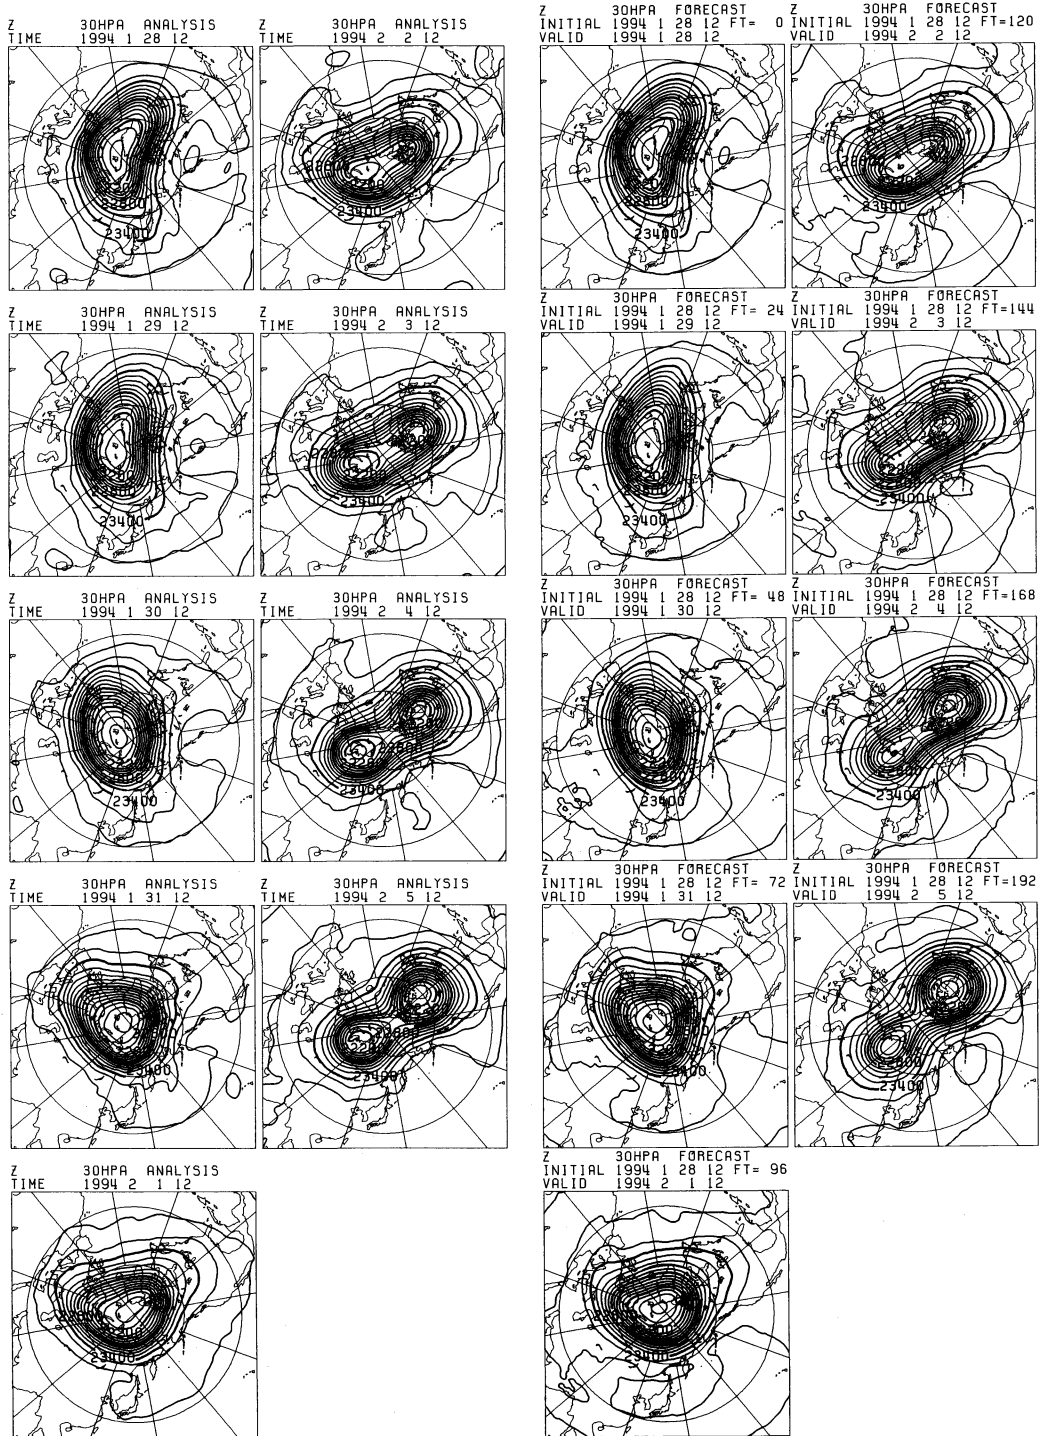 Z 30HPA ANALYSIS
TIME 1994 1 28 12
23400
Z 30HPA ANALYSIS
TIME 1994 2 2 12
23400
Z 30HPA FORECAST
INITIAL 1994 1 28 12 FT= 0
VALID 1994 1 28 12
23400
Z 30HPA FORECAST
INITIAL 1994 1 28 12 FT=120
VALID 1994 2 2 12
23400
Z 30HPA ANALYSIS
TIME 1994 1 29 12
23400
Z 30HPA ANALYSIS
TIME 1994 2 3 12
23400
Z 30HPA FORECAST
INITIAL 1994 1 28 12 FT= 24
VALID 1994 1 29 12
23400
Z 30HPA FORECAST
INITIAL 1994 1 28 12 FT=144
VALID 1994 2 3 12
23400
Z 30HPA ANALYSIS
TIME 1994 1 30 12
23400
Z 30HPA ANALYSIS
TIME 1994 2 4 12
23400
Z 30HPA FORECAST
INITIAL 1994 1 28 12 FT= 48
VALID 1994 1 30 12
23400
Z 30HPA FORECAST
INITIAL 1994 1 28 12 FT=168
VALID 1994 2 4 12
23400
Z 30HPA ANALYSIS
TIME 1994 1 31 12
23400
Z 30HPA ANALYSIS
TIME 1994 2 5 12
23400
Z 30HPA FORECAST
INITIAL 1994 1 28 12 FT= 72
VALID 1994 1 31 12
23400
Z 30HPA FORECAST
INITIAL 1994 1 28 12 FT=192
VALID 1994 2 5 12
23400
Z 30HPA ANALYSIS
TIME 1994 2 1 12
23400
Z 30HPA FORECAST
INITIAL 1994 1 28 12 FT= 96
VALID 1994 2 1 12
23400